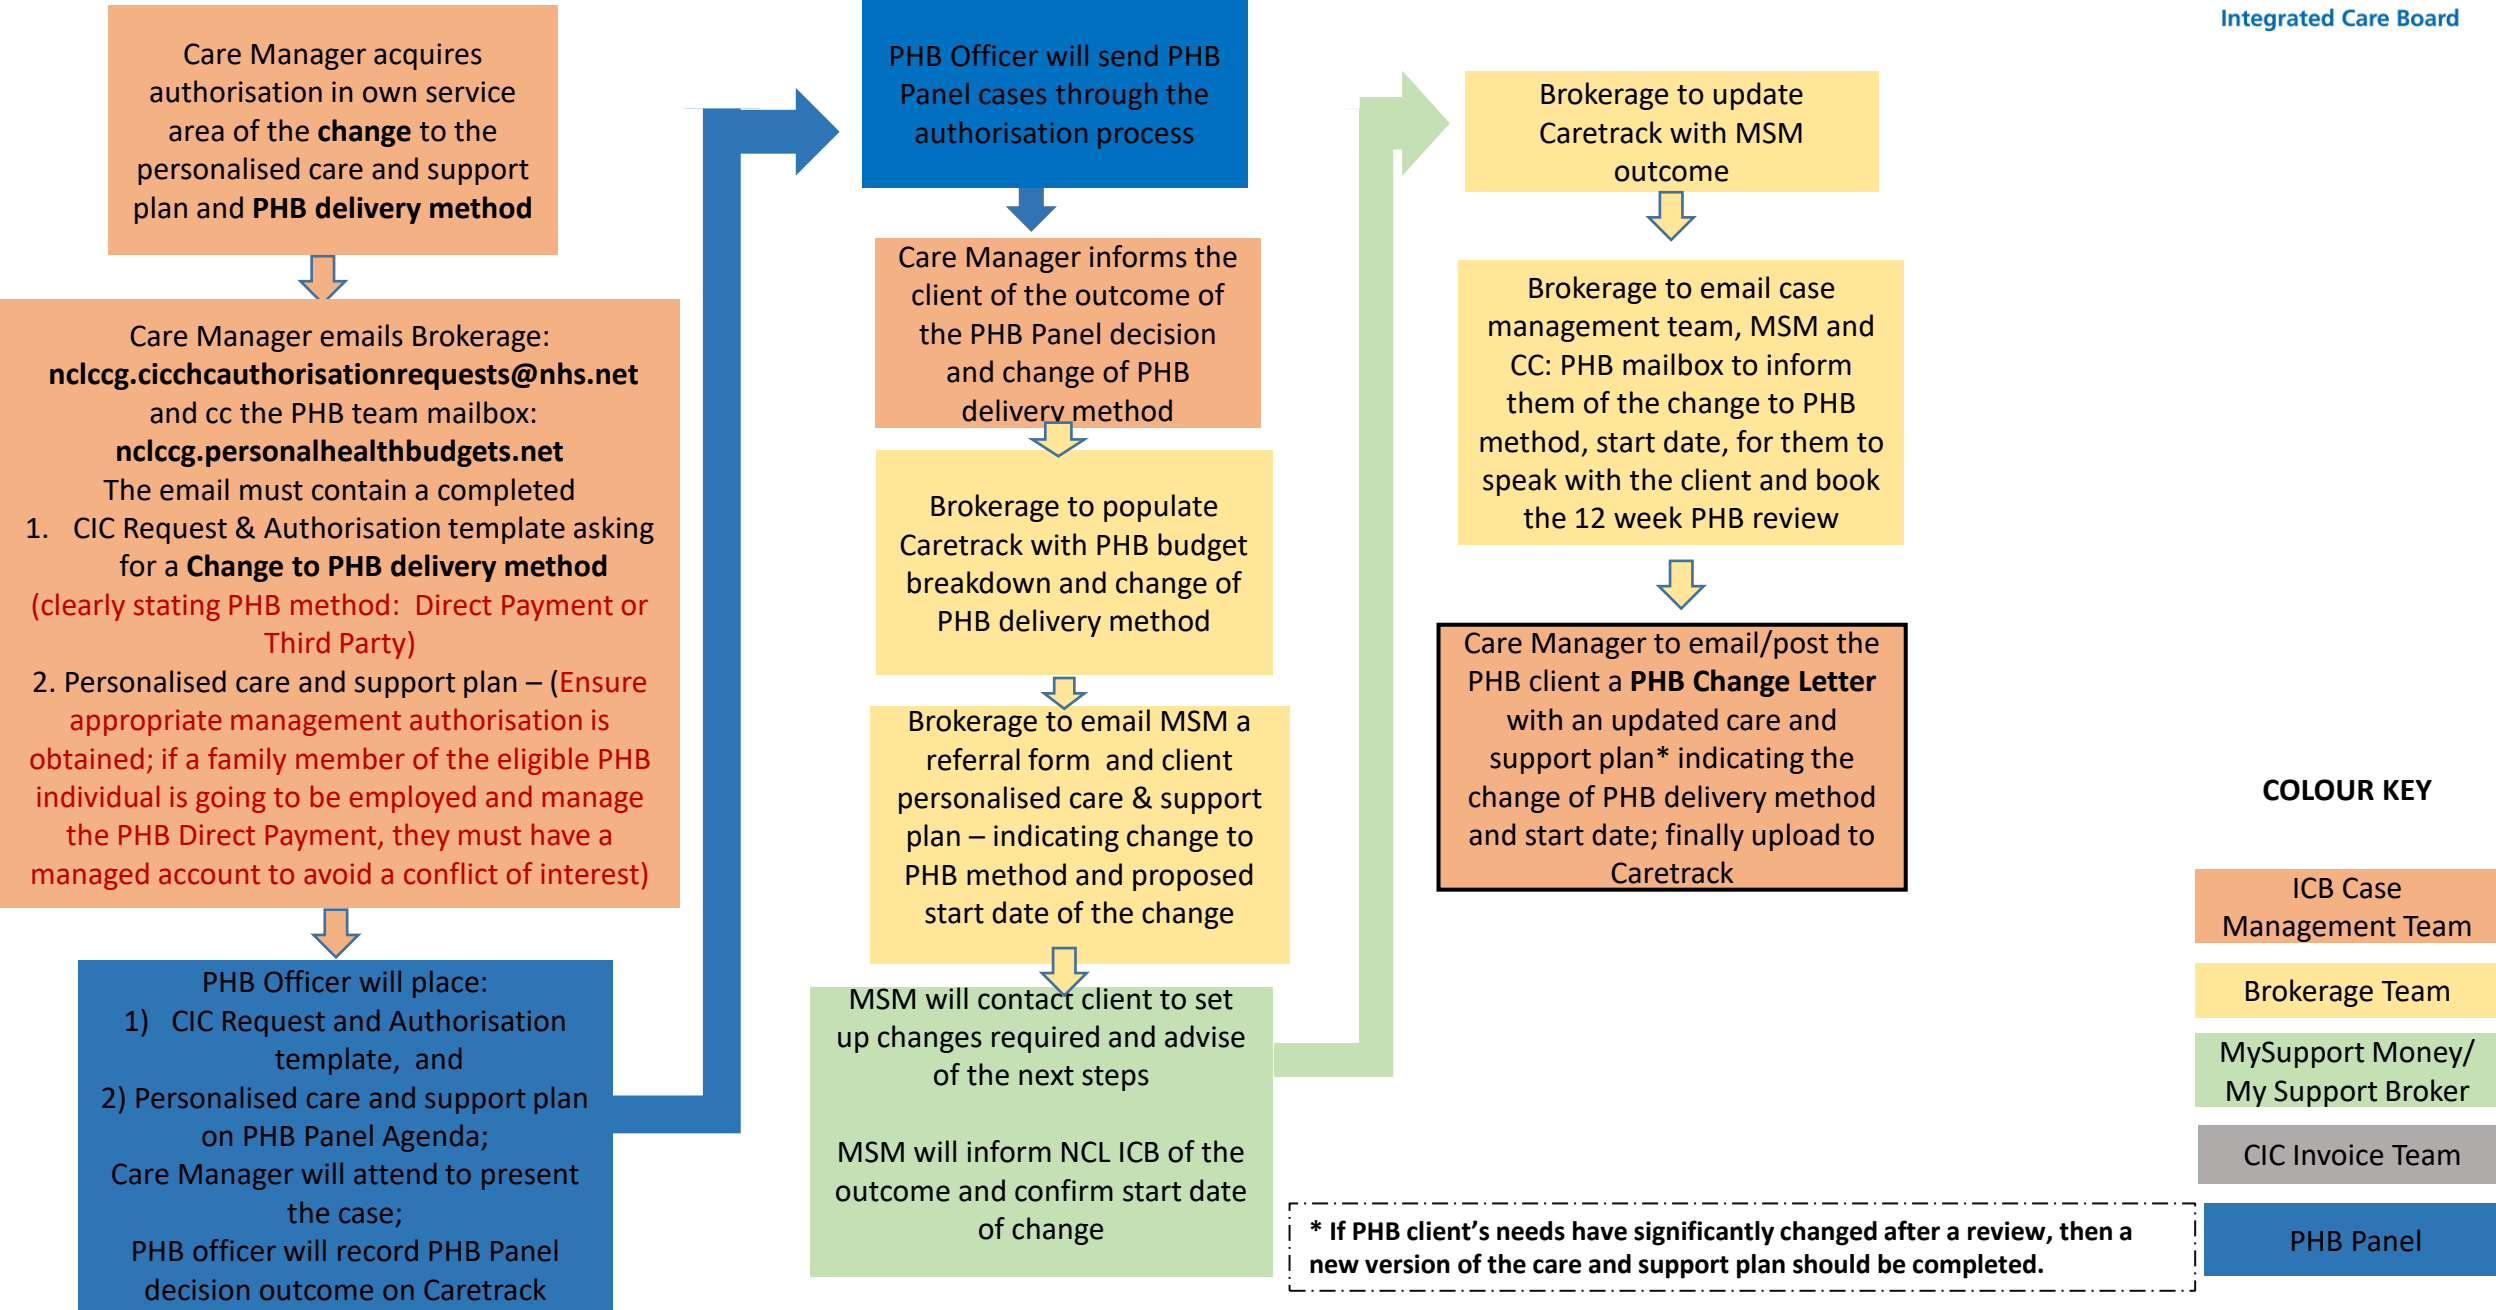 Integrated Care Board
Care Manager acquires
authorisation in own service
area of the change to the
personalised care and support
plan and PHB delivery method
Care Manager emails Brokerage:
nclccg.cicchcauthorisationrequests@nhs.net
and cc the PHB team mailbox:
nclccg.personalhealthbudgets.net
The email must contain a completed
1. CIC Request & Authorisation template asking
for a Change to PHB delivery method
(clearly stating PHB method: Direct Payment or
Third Party)
2. Personalised care and support plan – (Ensure
appropriate management authorisation is
obtained; if a family member of the eligible PHB
individual is going to be employed and manage
the PHB Direct Payment, they must have a
managed account to avoid a conflict of interest)
PHB Officer will place:
1) CIC Request and Authorisation
template, and
2) Personalised care and support plan
on PHB Panel Agenda;
Care Manager will attend to present
the case;
PHB officer will record PHB Panel
decision outcome on Caretrack
PHB Officer will send PHB
Panel cases through the
authorisation process
Care Manager informs the
client of the outcome of
the PHB Panel decision
and change of PHB
delivery method
Brokerage to populate
Caretrack with PHB budget
breakdown and change of
PHB delivery method
Brokerage to email MSM a
referral form and client
personalised care & support
plan – indicating change to
PHB method and proposed
start date of the change
MSM will contact client to set
up changes required and advise
of the next steps
MSM will inform NCL ICB of the
outcome and confirm start date
of change
Brokerage to update
Caretrack with MSM
outcome
Brokerage to email case
management team, MSM and
CC: PHB mailbox to inform
them of the change to PHB
method, start date, for them to
speak with the client and book
the 12 week PHB review
Care Manager to email/post the
PHB client a PHB Change Letter
with an updated care and
support plan* indicating the
change of PHB delivery method
and start date; finally upload to
Caretrack
* If PHB client's needs have significantly changed after a review, then a
new version of the care and support plan should be completed.
COLOUR KEY
ICB Case
Management Team
Brokerage Team
MySupport Money/
My Support Broker
CIC Invoice Team
PHB Panel